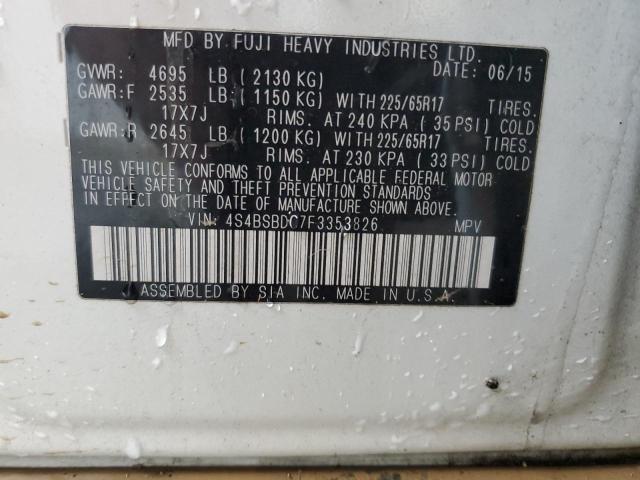 MFD BY FUJI HEAVY INDUSTRIES LTD.
DATE: 06/15
GVWR: 4695 LB (2130 KG)
GAWR:F 2535 LB (1150 KG) WITH 225/65R17 TIRES.
17X7J RIMS. AT 240 KPA (35 PSI) COLD
GAWR:R 2645 LB (1200 KG) WITH 225/65R17 TIRES.
17X7J RIMS. AT 230 KPA (33 PSI) COLD
THIS VEHICLE CONFORMS TO ALL APPLICABLE FEDERAL MOTOR
VEHICLE SAFETY AND THEFT PREVENTION STANDARDS
IN EFFECT ON THE DATE OF MANUFACTURE SHOWN ABOVE.
VIN: 4S4BSBDC7F3353826 MPV
ASSEMBLED BY SIA INC. MADE IN U.S.A.